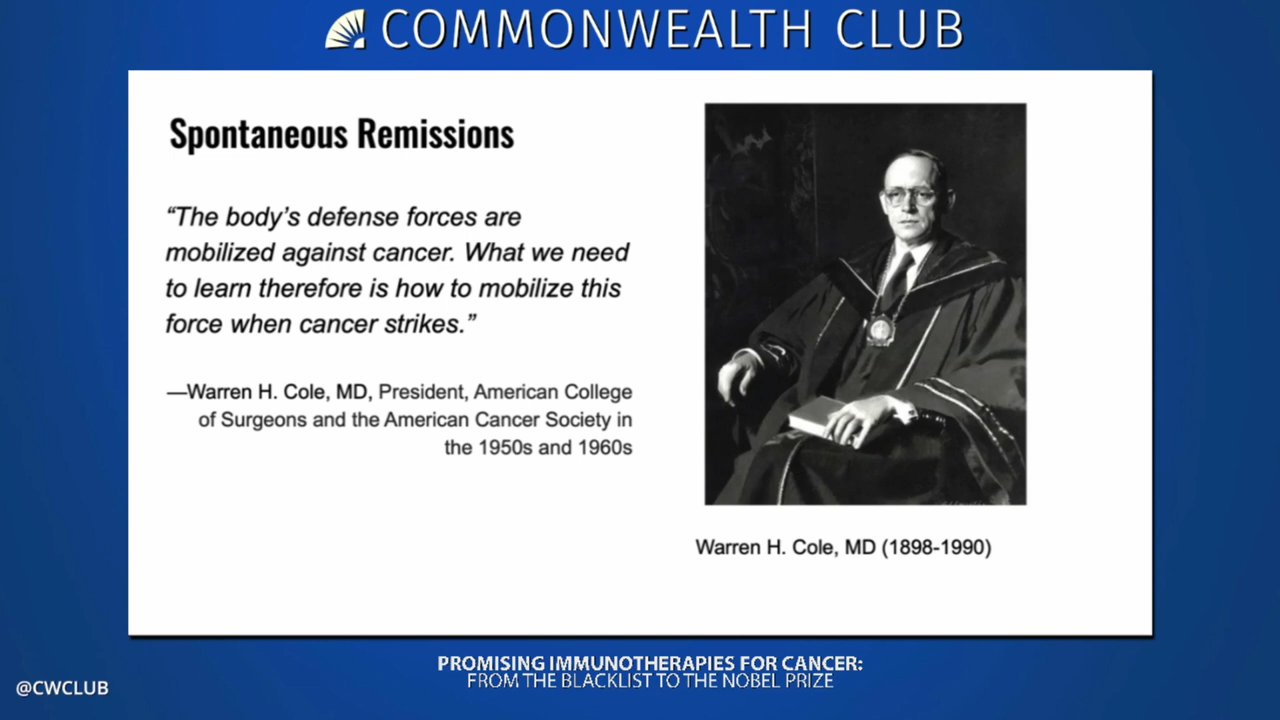 COMMONWEALTH CLUB
Spontaneous Remissions
“The body’s defense forces are
mobilized against cancer. What we need
to learn therefore is how to mobilize this
force when cancer strikes.”
—Warren H. Cole, MD, President, American College
of Surgeons and the American Cancer Society in
the 1950s and 1960s
Warren H. Cole, MD (1898-1990)
PROMISING IMMUNOTHERAPIES FOR CANCER:
FROM THE BLACKLIST TO THE NOBEL PRIZE
@CWCLUB